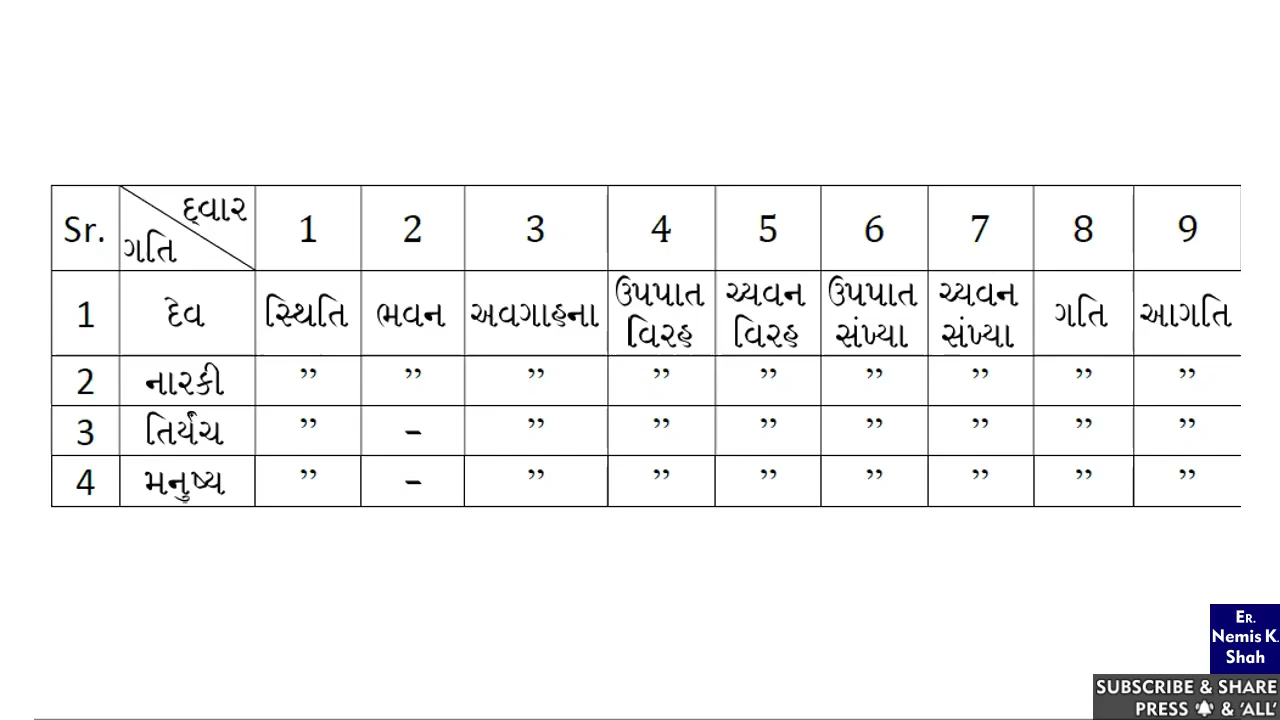 Sr. દ્વાર ગતિ 1 2 3 4 5 6 7 8 9
1 દેવ સ્થિતિ ભવન અવગાહના ઉપપાત વિરહ ચ્યવન વિરહ ઉપપાત સંખ્યા ચ્યવન સંખ્યા ગતિ આગતિ
2 નારકી ” ” ” ” ” ” ” ” ”
3 તિર્યંચ ” – ” ” ” ” ” ” ”
4 મનુષ્ય ” – ” ” ” ” ” ” ”
ER.
Nemis K.
Shah
SUBSCRIBE & SHARE
PRESS 🔔 & ‘ALL’